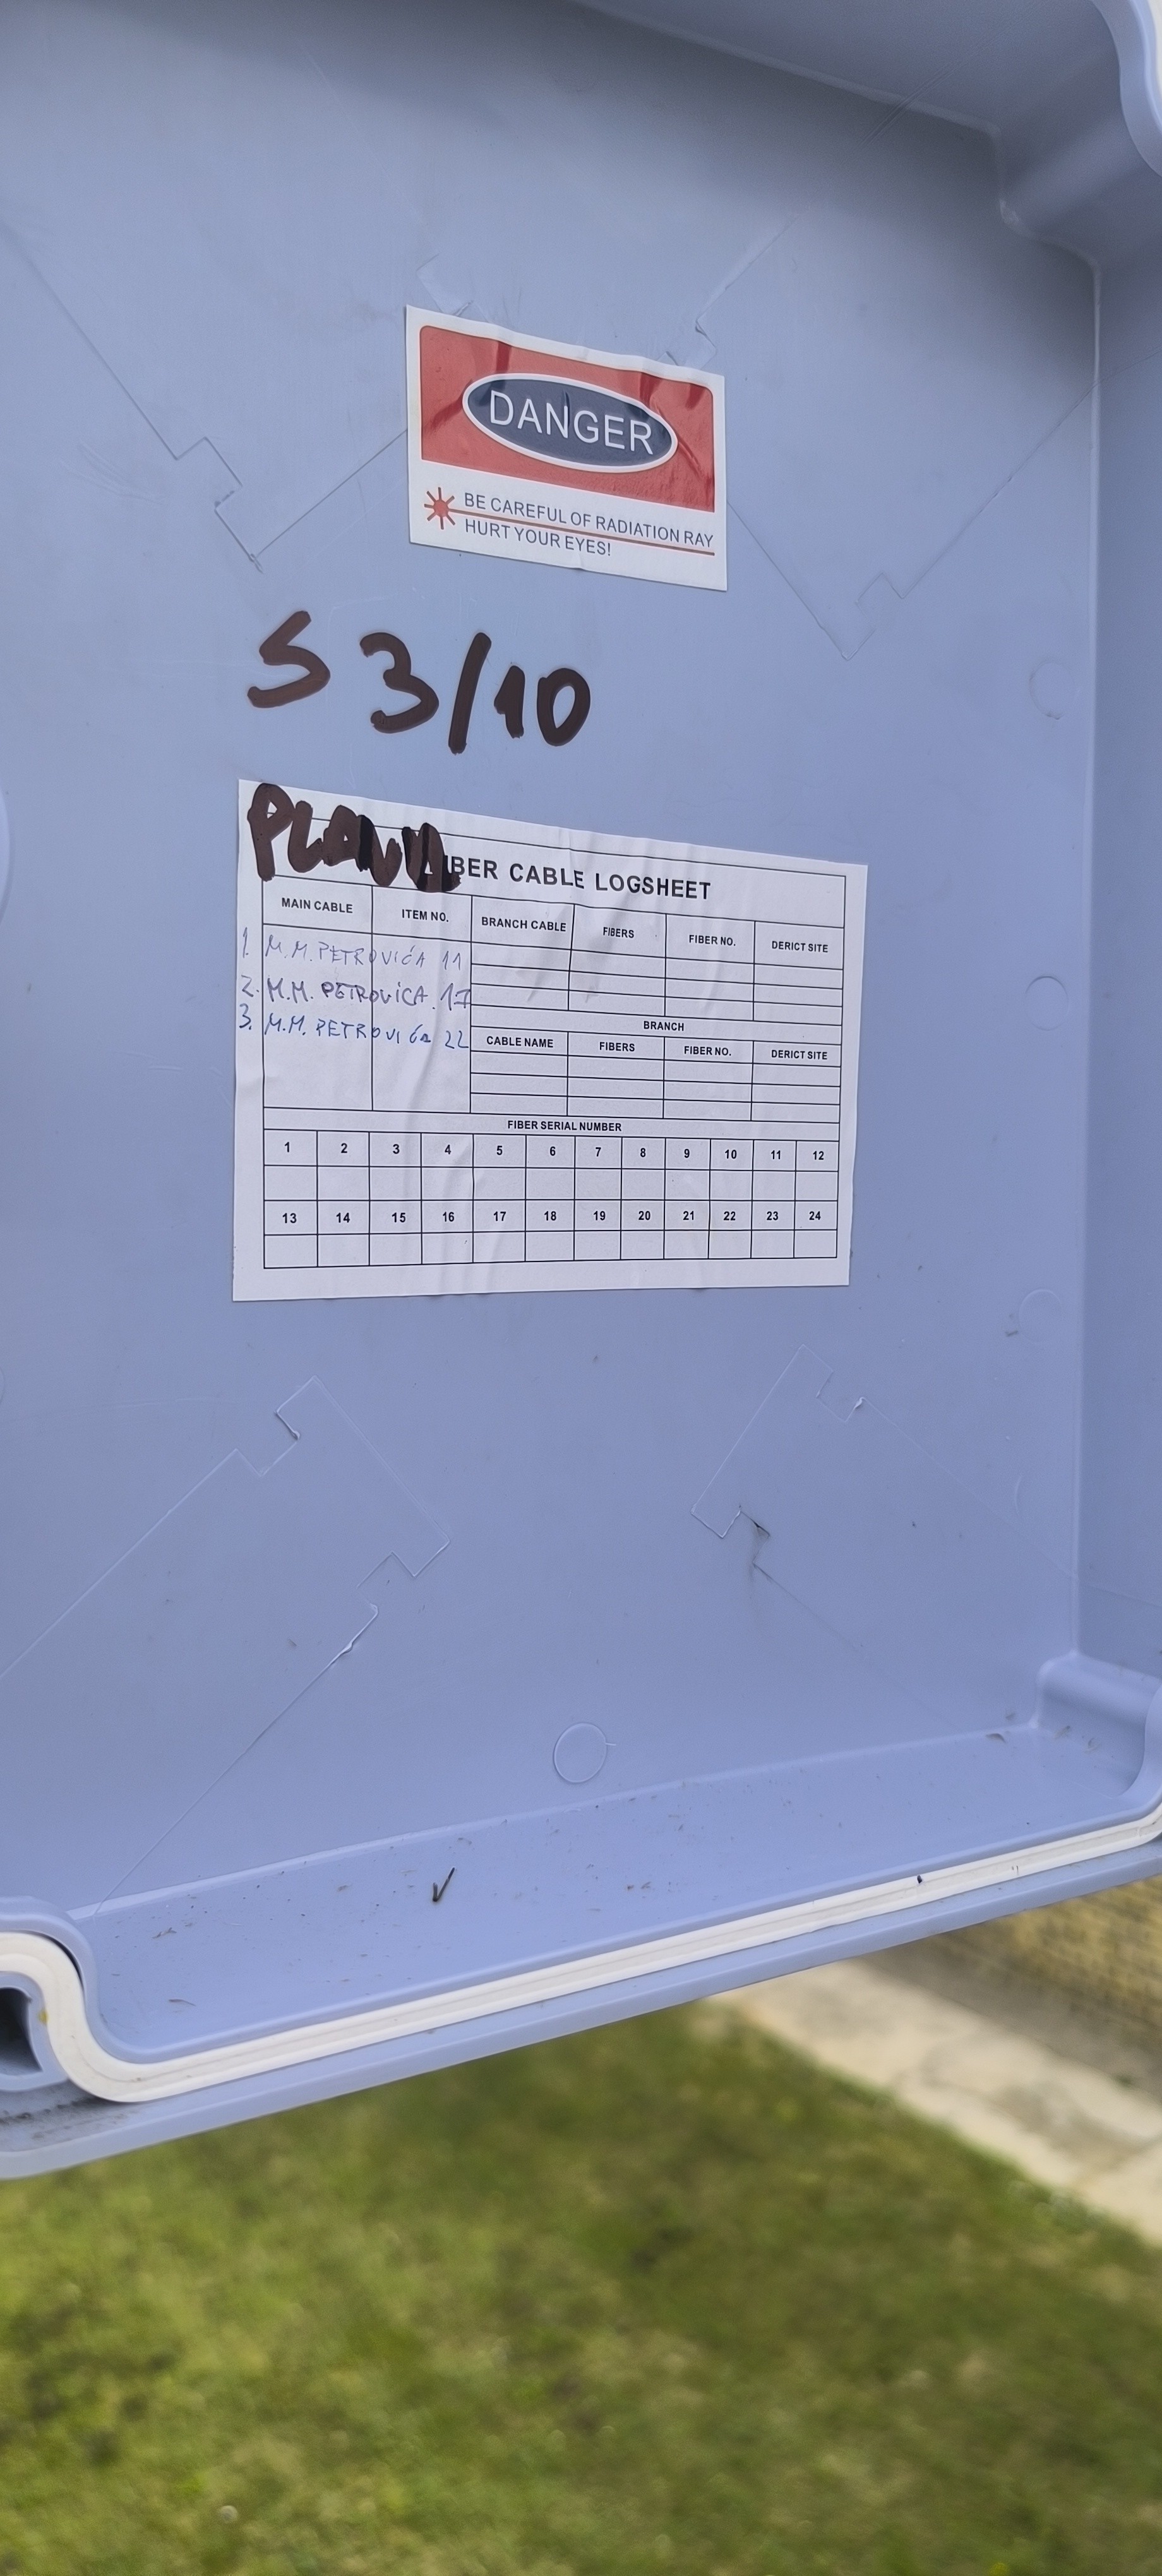 DANGER
BE CAREFUL OF RADIATION RAY
HURT YOUR EYES!
S 3/10
PLAVA
IBER CABLE LOGSHEET
MAIN CABLE ITEM NO. BRANCH CABLE FIBERS FIBER NO. DERICT SITE
1. M.M. PETROVIĆA 11
2. M.M. PETROVIĆA 17
3. M.M. PETROVIĆa 22
BRANCH
CABLE NAME FIBERS FIBER NO. DERICT SITE
FIBER SERIAL NUMBER
1 2 3 4 5 6 7 8 9 10 11 12
13 14 15 16 17 18 19 20 21 22 23 24